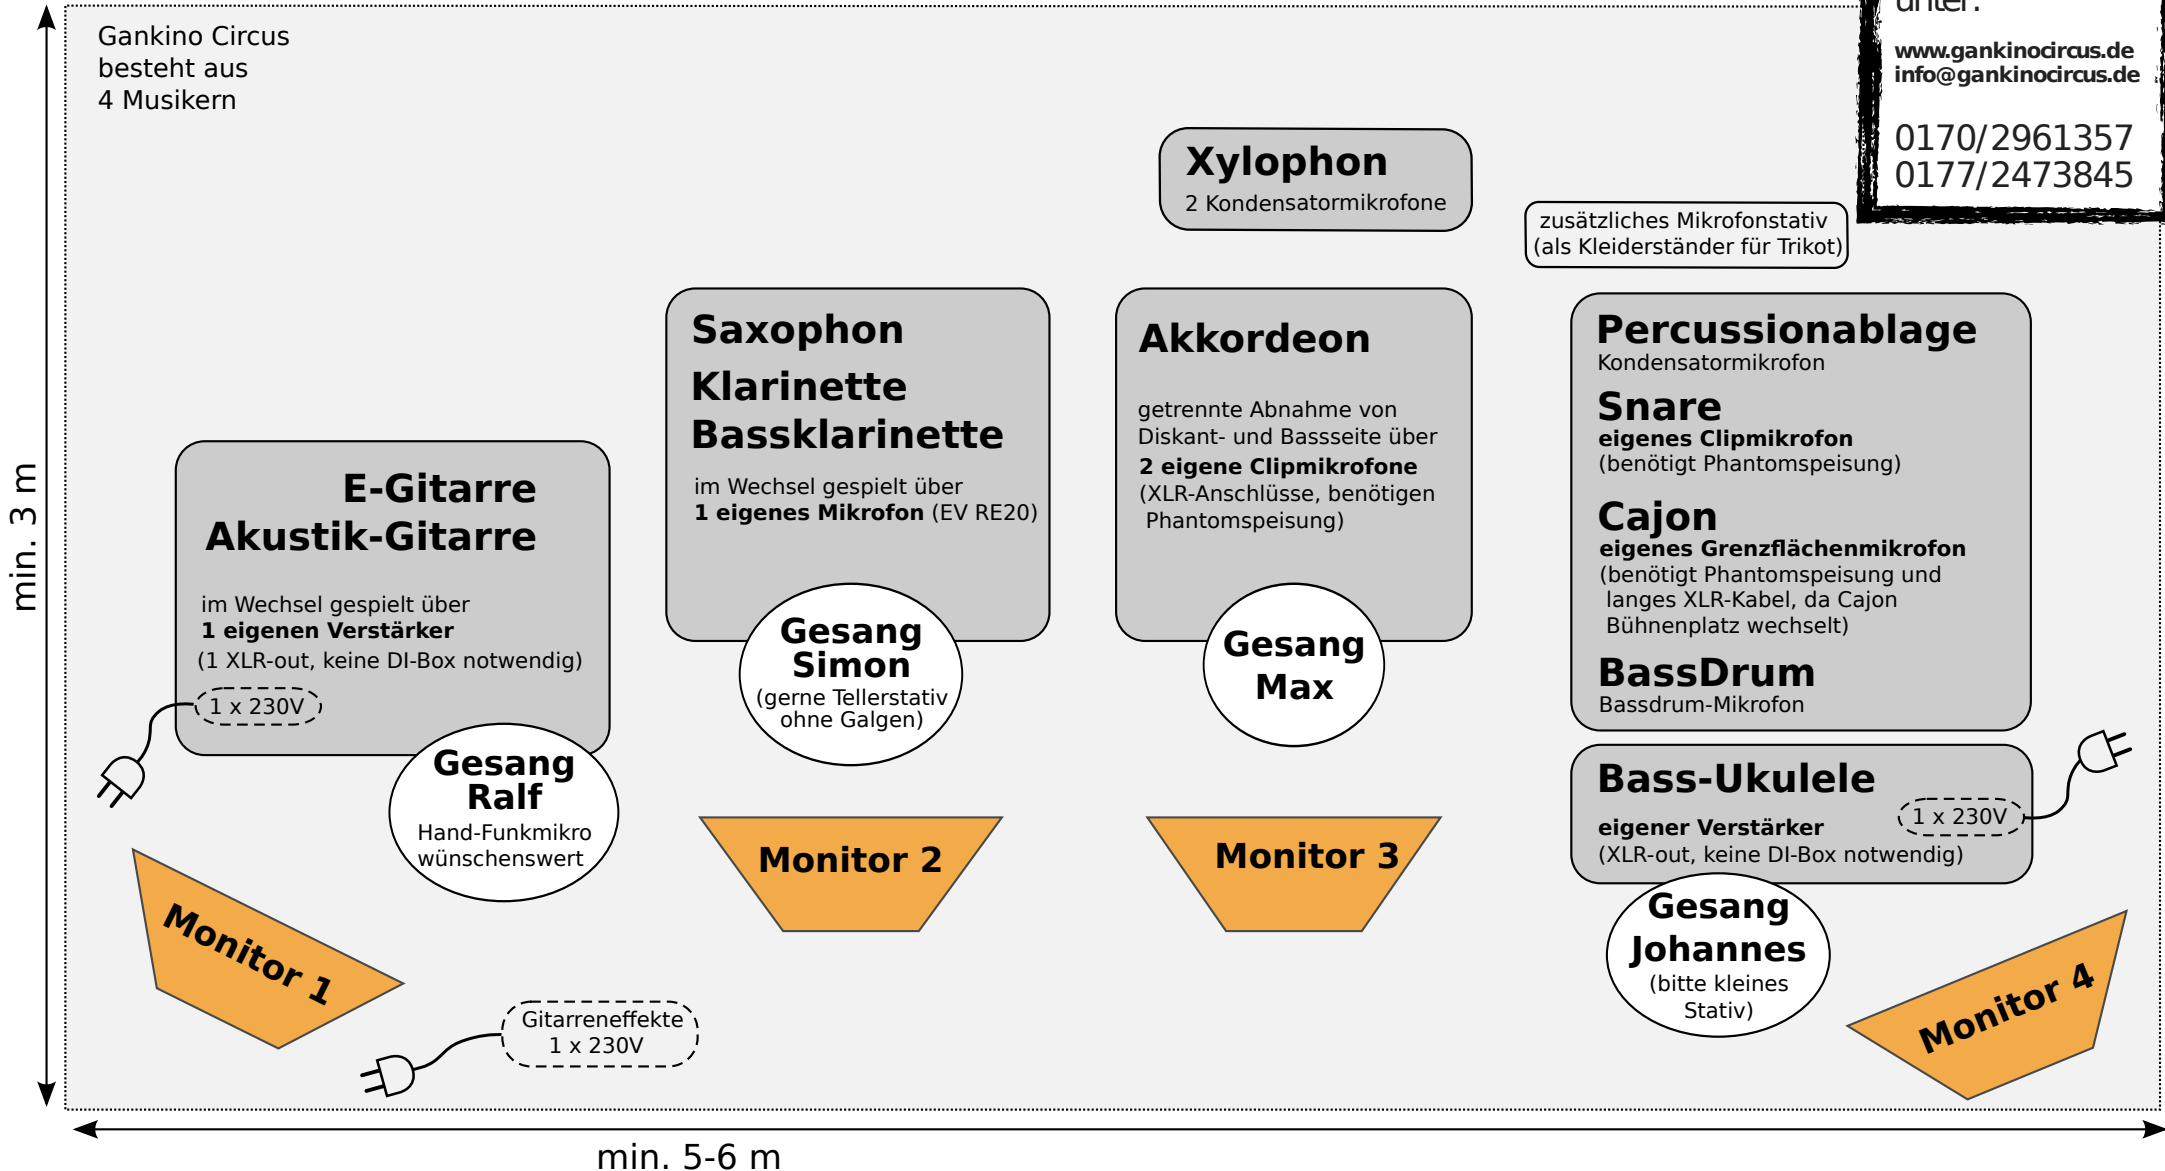 Gankino Circus
besteht aus
4 Musikern
unter:
www.gankinocircus.de
info@gankinocircus.de
0170/2961357
0177/2473845
Xylophon
2 Kondensatormikrofone
zusätzliches Mikrofonstativ
(als Kleiderständer für Trikot)
E-Gitarre
Akustik-Gitarre
im Wechsel gespielt über
1 eigenen Verstärker
(1 XLR-out, keine DI-Box notwendig)
1 x 230V
Gesang
Ralf
Hand-Funkmikro
wünschenswert
Saxophon
Klarinette
Bassklarinette
im Wechsel gespielt über
1 eigenes Mikrofon (EV RE20)
Gesang
Simon
(gerne Tellerstativ
ohne Galgen)
Akkordeon
getrennte Abnahme von
Diskant- und Bassseite über
2 eigene Clipmikrofone
(XLR-Anschlüsse, benötigen
Phantomspeisung)
Gesang
Max
Percussionablage
Kondensatormikrofon
Snare
eigenes Clipmikrofon
(benötigt Phantomspeisung)
Cajon
eigenes Grenzflächenmikrofon
(benötigt Phantomspeisung und
langes XLR-Kabel, da Cajon
Bühnenplatz wechselt)
BassDrum
Bassdrum-Mikrofon
Bass-Ukulele
1 x 230V
eigener Verstärker
(XLR-out, keine DI-Box notwendig)
Gesang
Johannes
(bitte kleines
Stativ)
Monitor 1
Monitor 2
Monitor 3
Monitor 4
Gitarreneffekte
1 x 230V
min. 3 m
min. 5-6 m